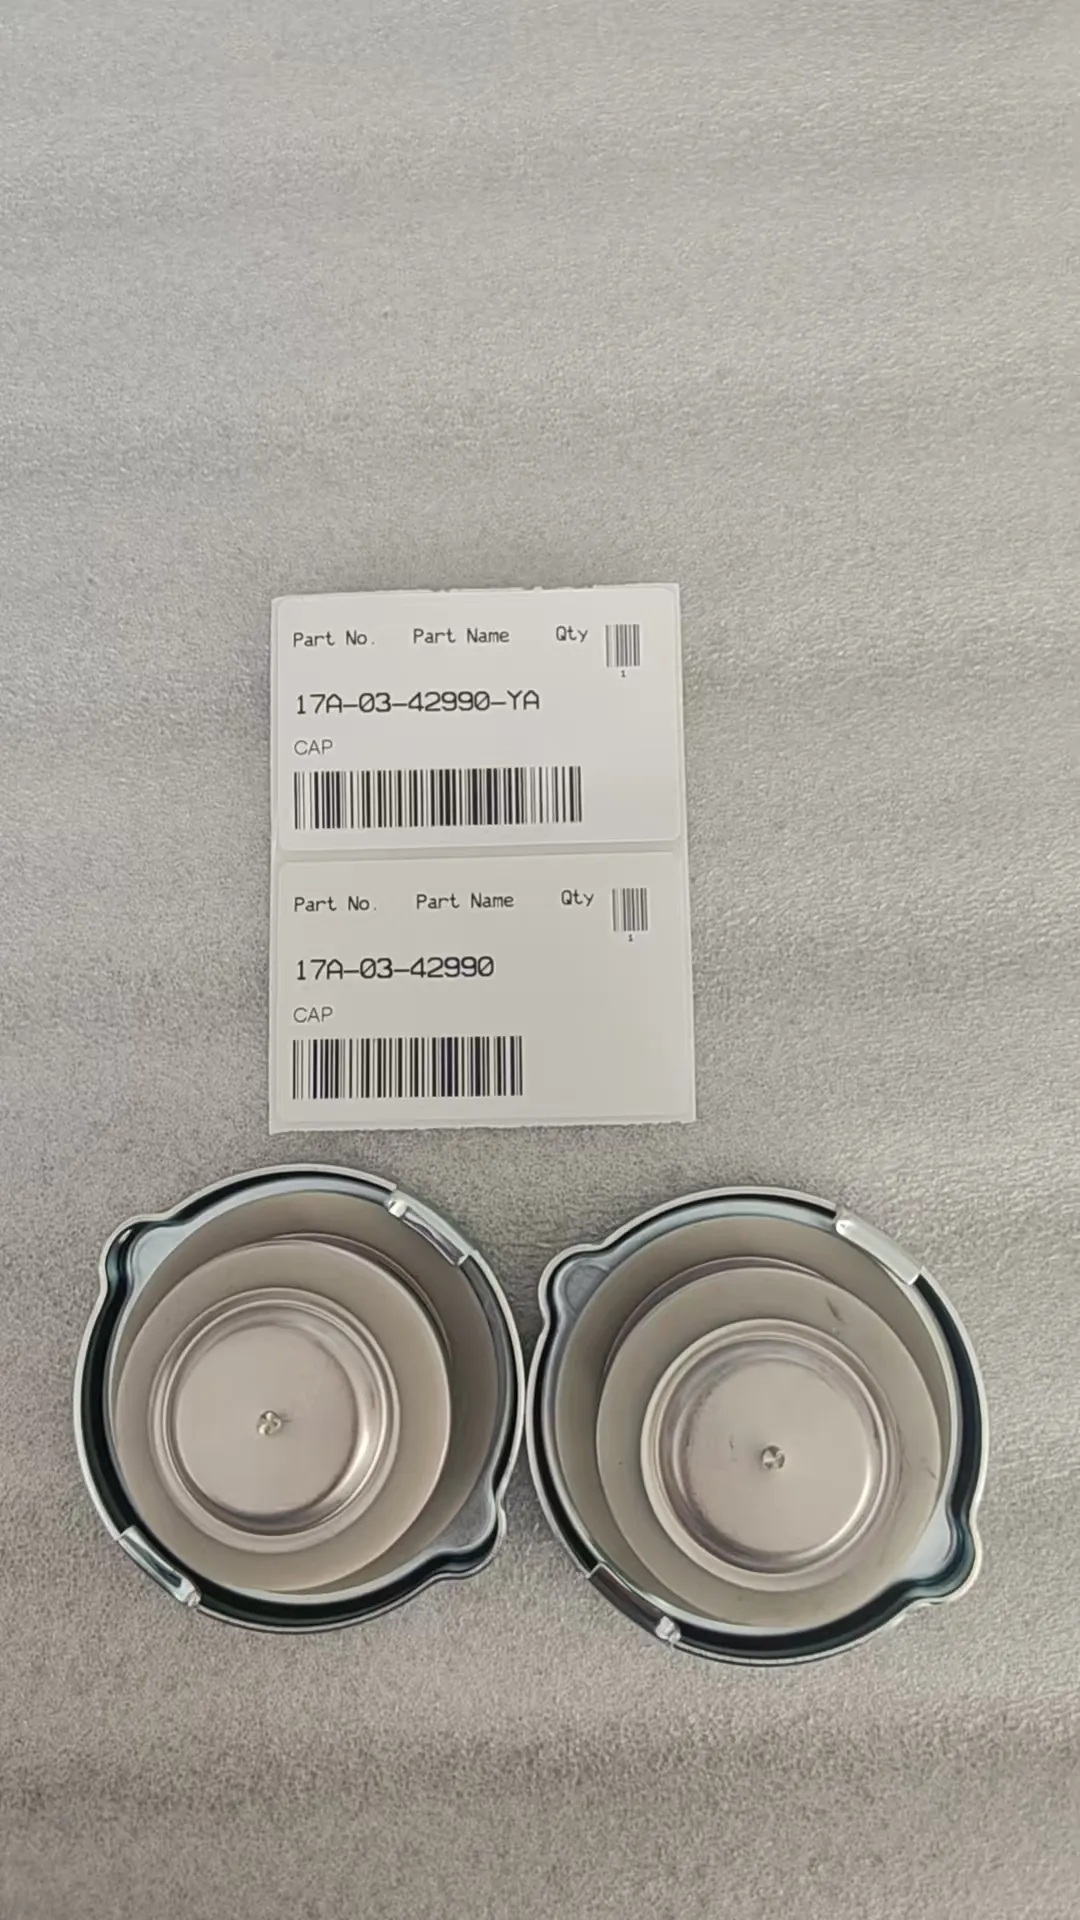 Part No. Part Name Qty
1
17A-03-42990-YA
CAP
Part No. Part Name Qty
1
17A-03-42990
CAP